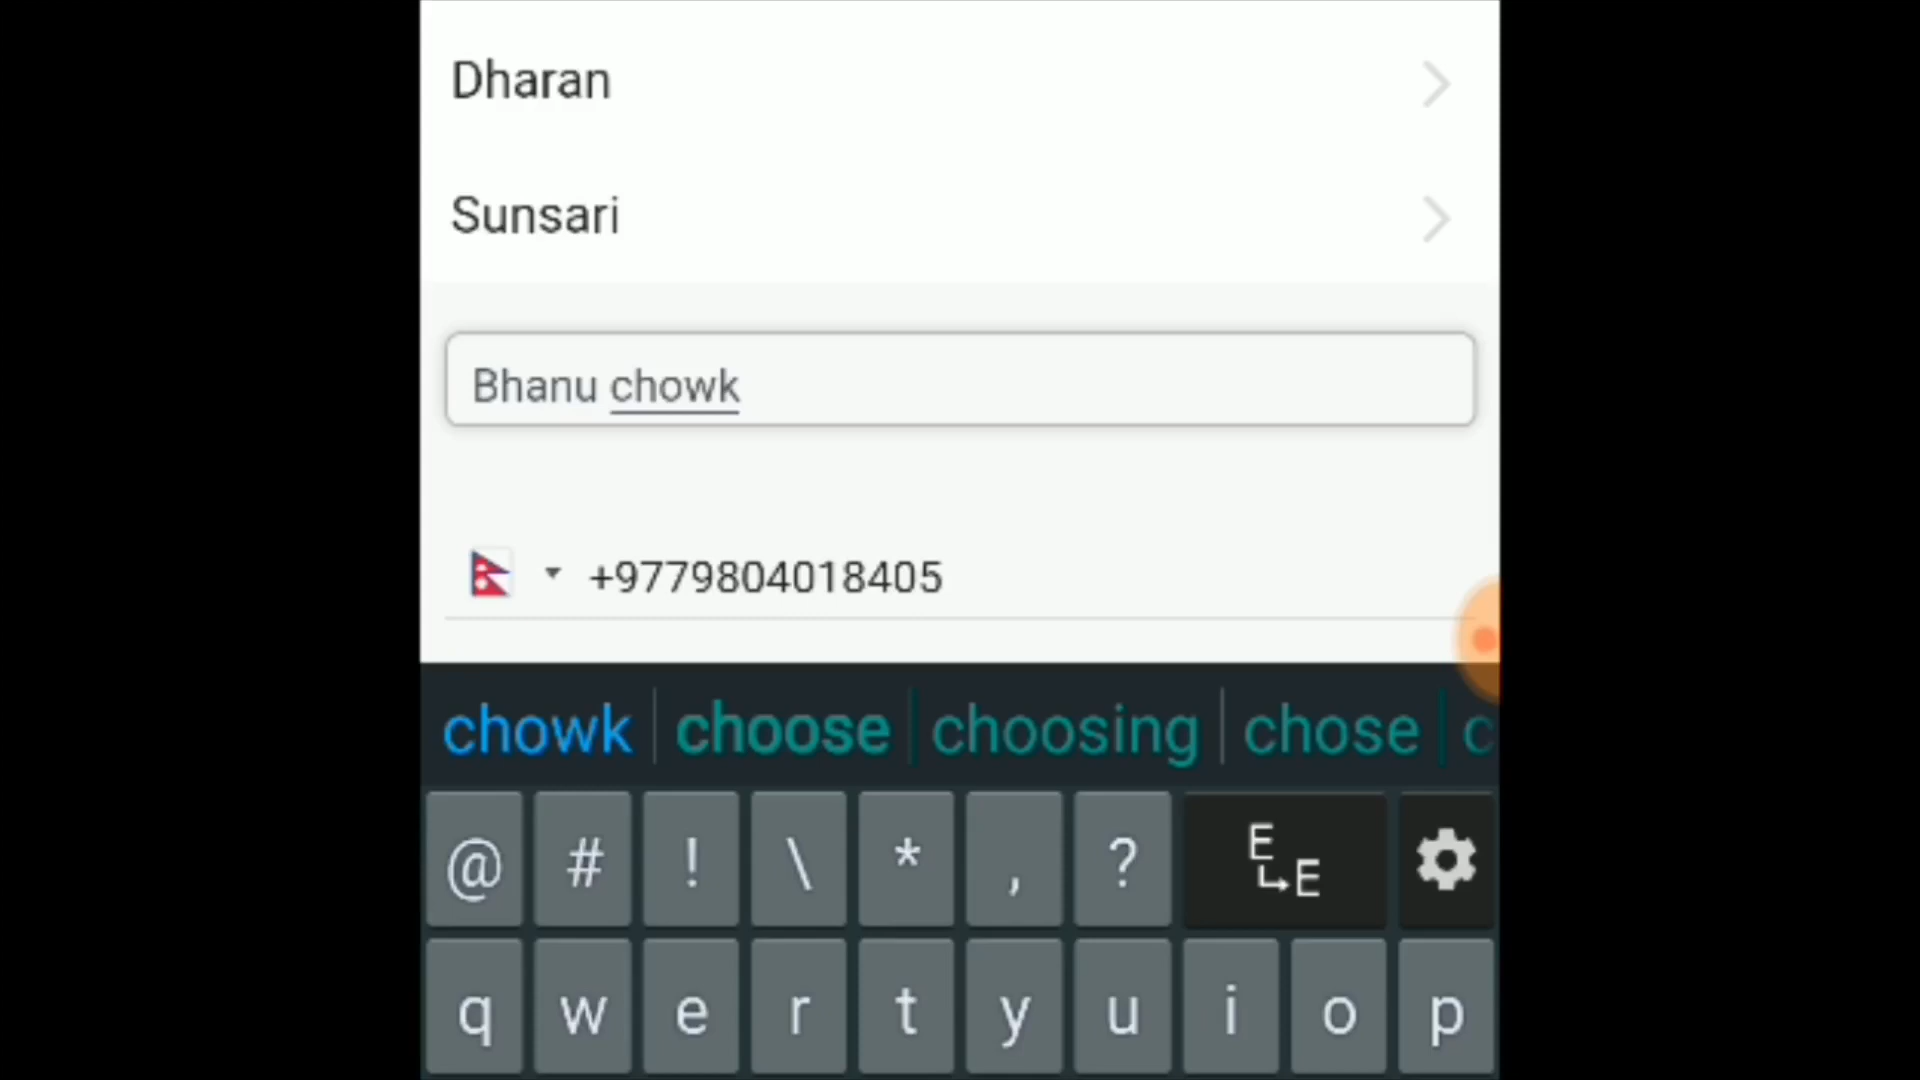 Dharan
Sunsari
Bhanu chowk
+9779804018405
chowk choose choosing chose c
@ # ! \ * , ? E E
q w e r t y u i o p